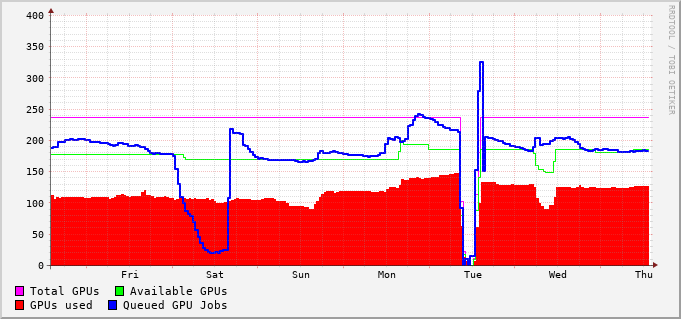 400
350
300
250
200
150
100
50
0
Fri Sat Sun Mon Tue Wed Thu
Total GPUs Available GPUs
GPUs used Queued GPU Jobs
RRDTOOL / TOBI OETIKER